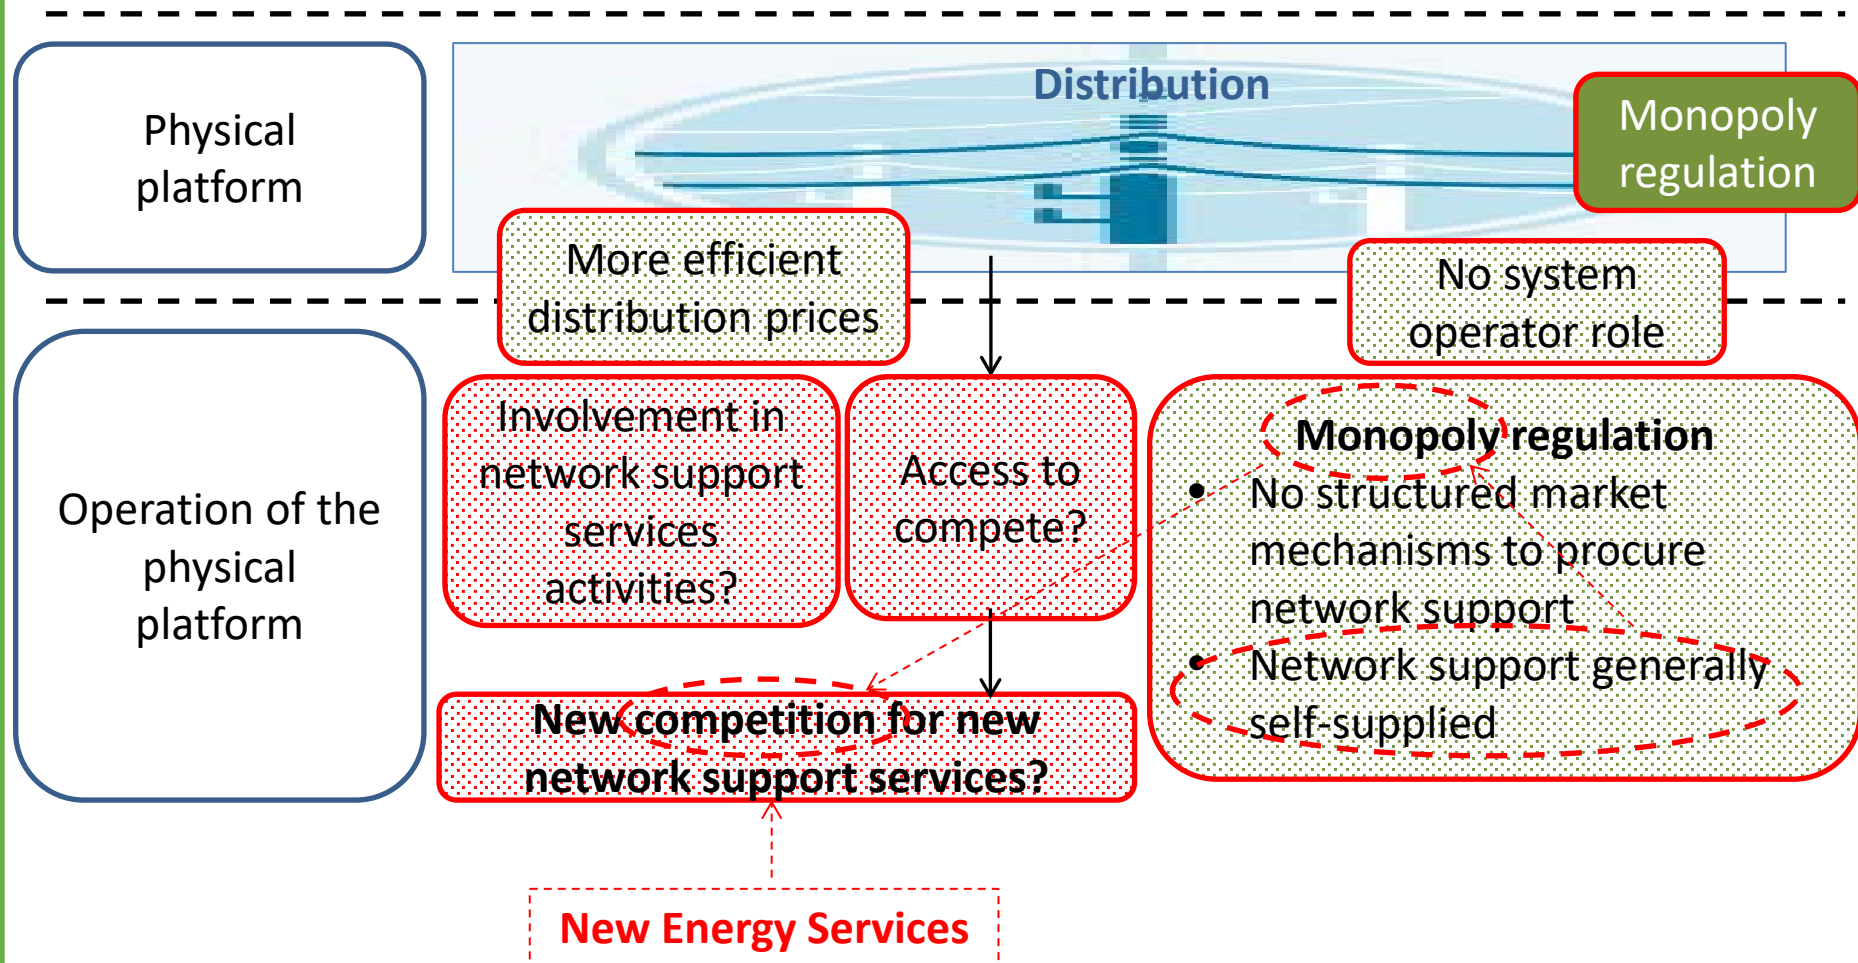 Physical
platform
Distribution
Monopoly
regulation
More efficient
distribution prices
No system
operator role
Operation of the
physical
platform
Involvement in
network support
services
activities?
Access to
compete?
Monopoly regulation
• No structured market
mechanisms to procure
network support
• Network support generally
self-supplied
New competition for new
network support services?
New Energy Services